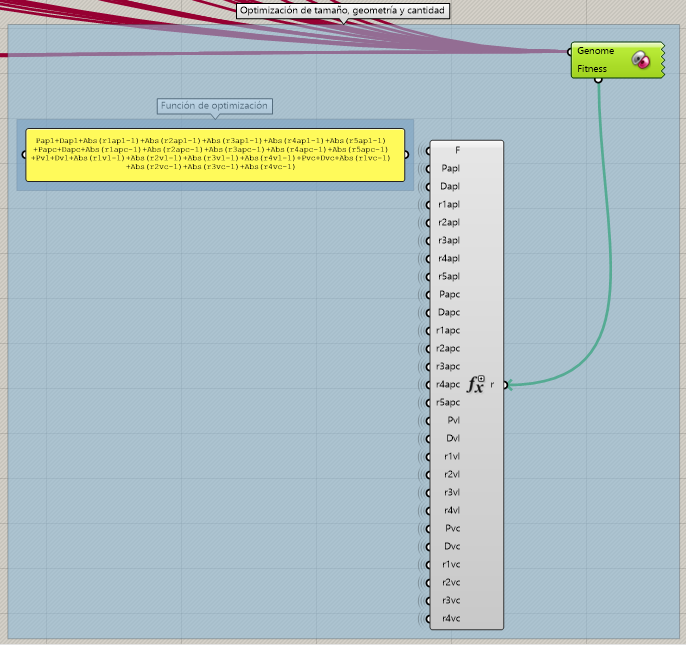 Optimización de tamaño, geometría y cantidad
Genome
Fitness
Función de optimización
Papl+Dapl+Abs(r1apl-1)+Abs(r2apl-1)+Abs(r3apl-1)+Abs(r4apl-1)+Abs(r5apl-1)
+Papc+Dapc+Abs(r1apc-1)+Abs(r2apc-1)+Abs(r3apc-1)+Abs(r4apc-1)+Abs(r5apc-1)
+Pvl+Dvl+Abs(r1vl-1)+Abs(r2vl-1)+Abs(r3vl-1)+Abs(r4vl-1)+Pvc+Dvc+Abs(r1vc-1)
+Abs(r2vc-1)+Abs(r3vc-1)+Abs(r4vc-1)
F
Papl
Dapl
r1apl
r2apl
r3apl
r4apl
r5apl
Papc
Dapc
r1apc
r2apc
r3apc
r4apc fx r
r5apc
Pvl
Dvl
r1vl
r2vl
r3vl
r4vl
Pvc
Dvc
r1vc
r2vc
r3vc
r4vc